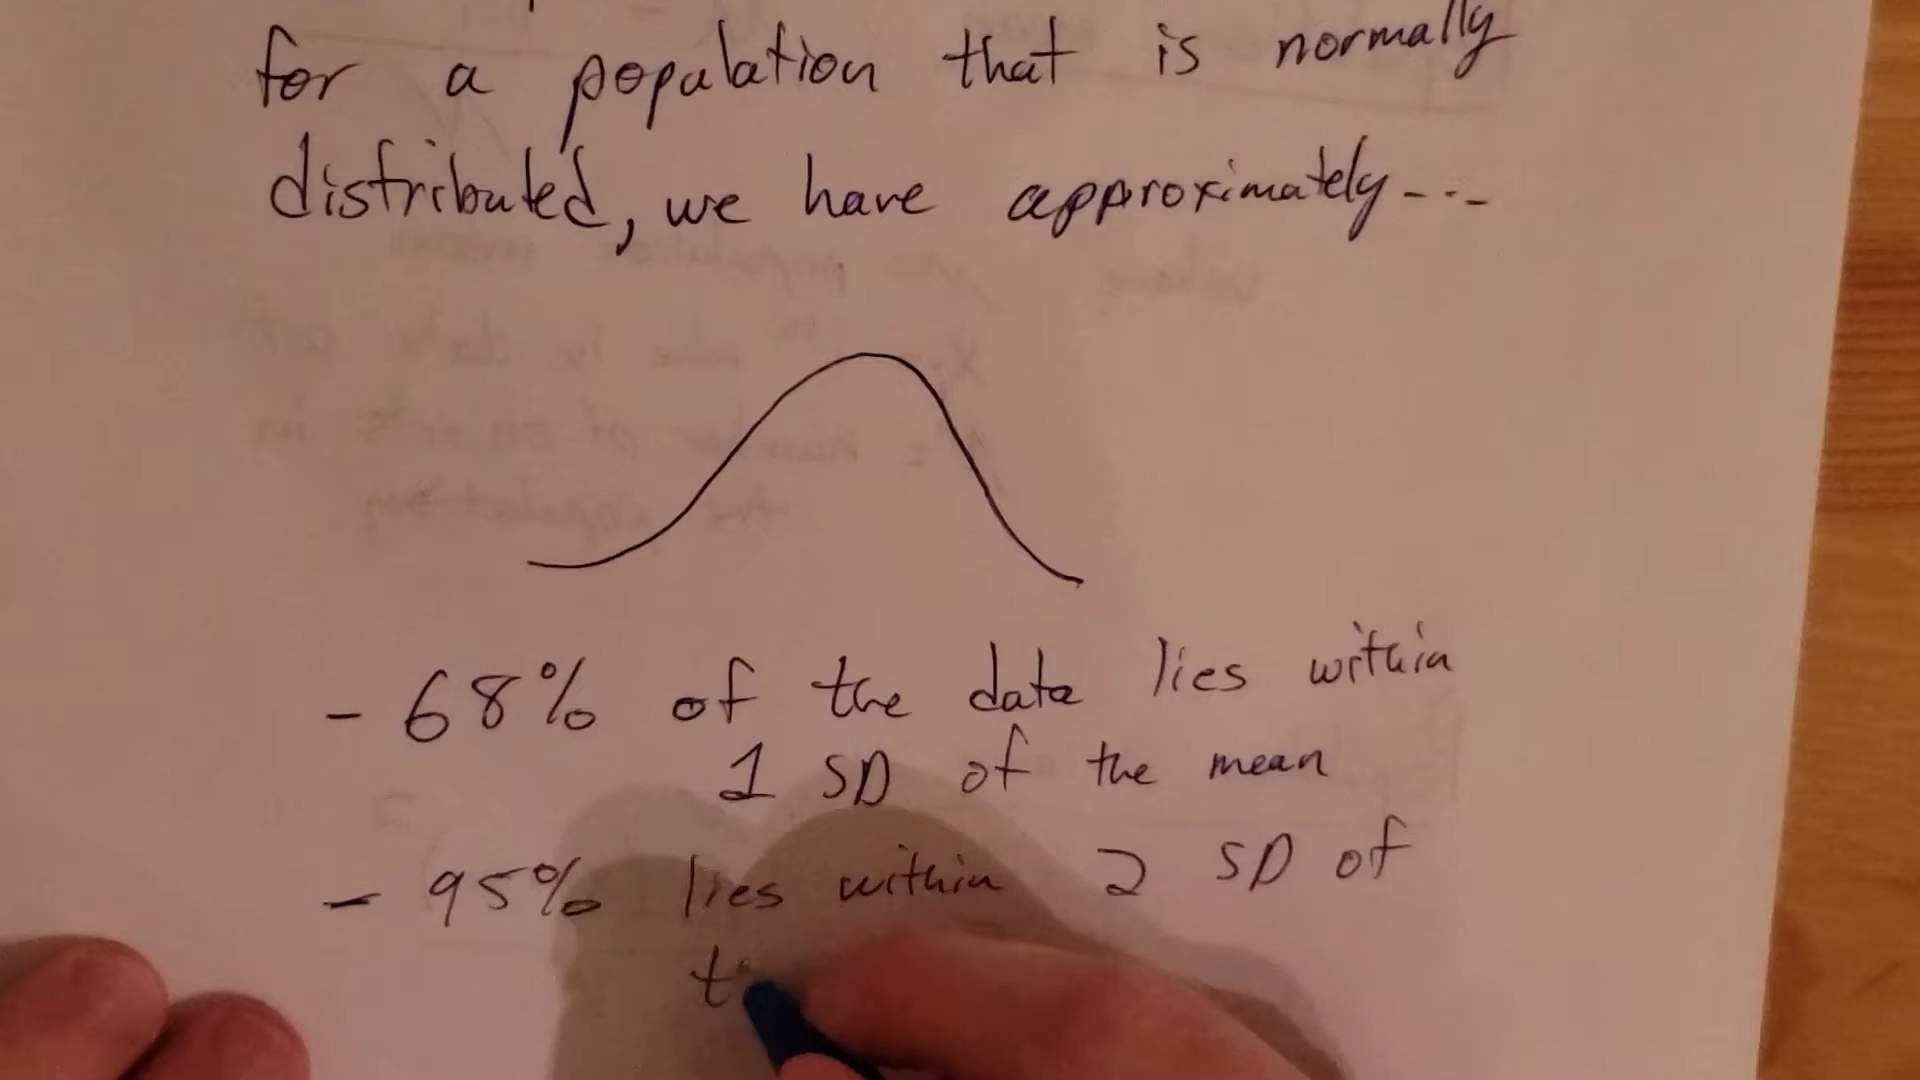 for a population that is normally
distributed, we have approximately---
- 68% of the data lies within
1 SD of the mean
- 95% lies within 2 SD of
t